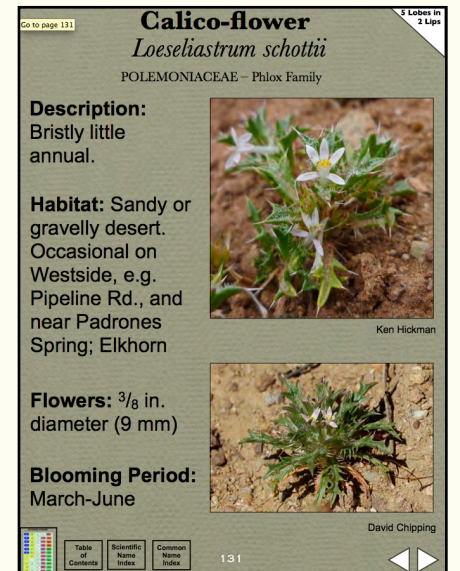 Go to page 131
Calico-flower
5 Lobes in
2 Lips
Loeseliastrum schottii
POLEMONIACEAE – Phlox Family
Description:
Bristly little
annual.
Habitat: Sandy or
gravelly desert.
Occasional on
Westside, e.g.
Pipeline Rd., and
near Padrones
Spring; Elkhorn
Flowers: 3/8 in.
diameter (9 mm)
Blooming Period:
March-June
Ken Hickman
David Chipping
Table
of
Contents
Scientific
Name
Index
Common
Name
Index
131